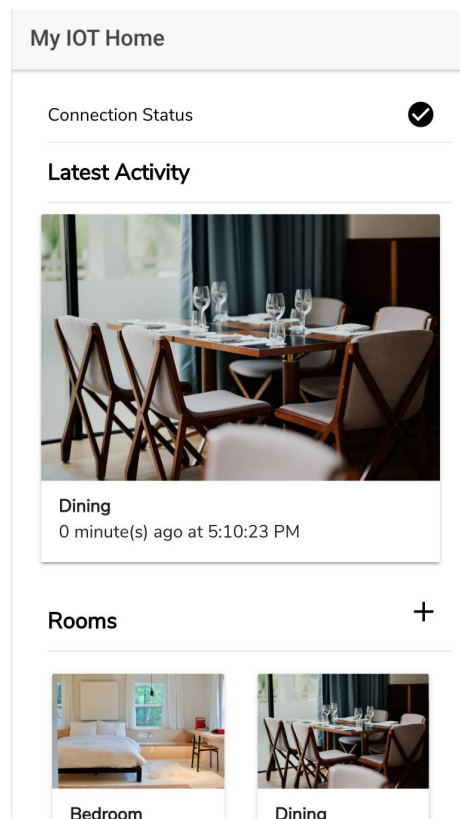 My IOT Home
Connection Status
Latest Activity
Dining
0 minute(s) ago at 5:10:23 PM
Rooms
Bedroom
Dining